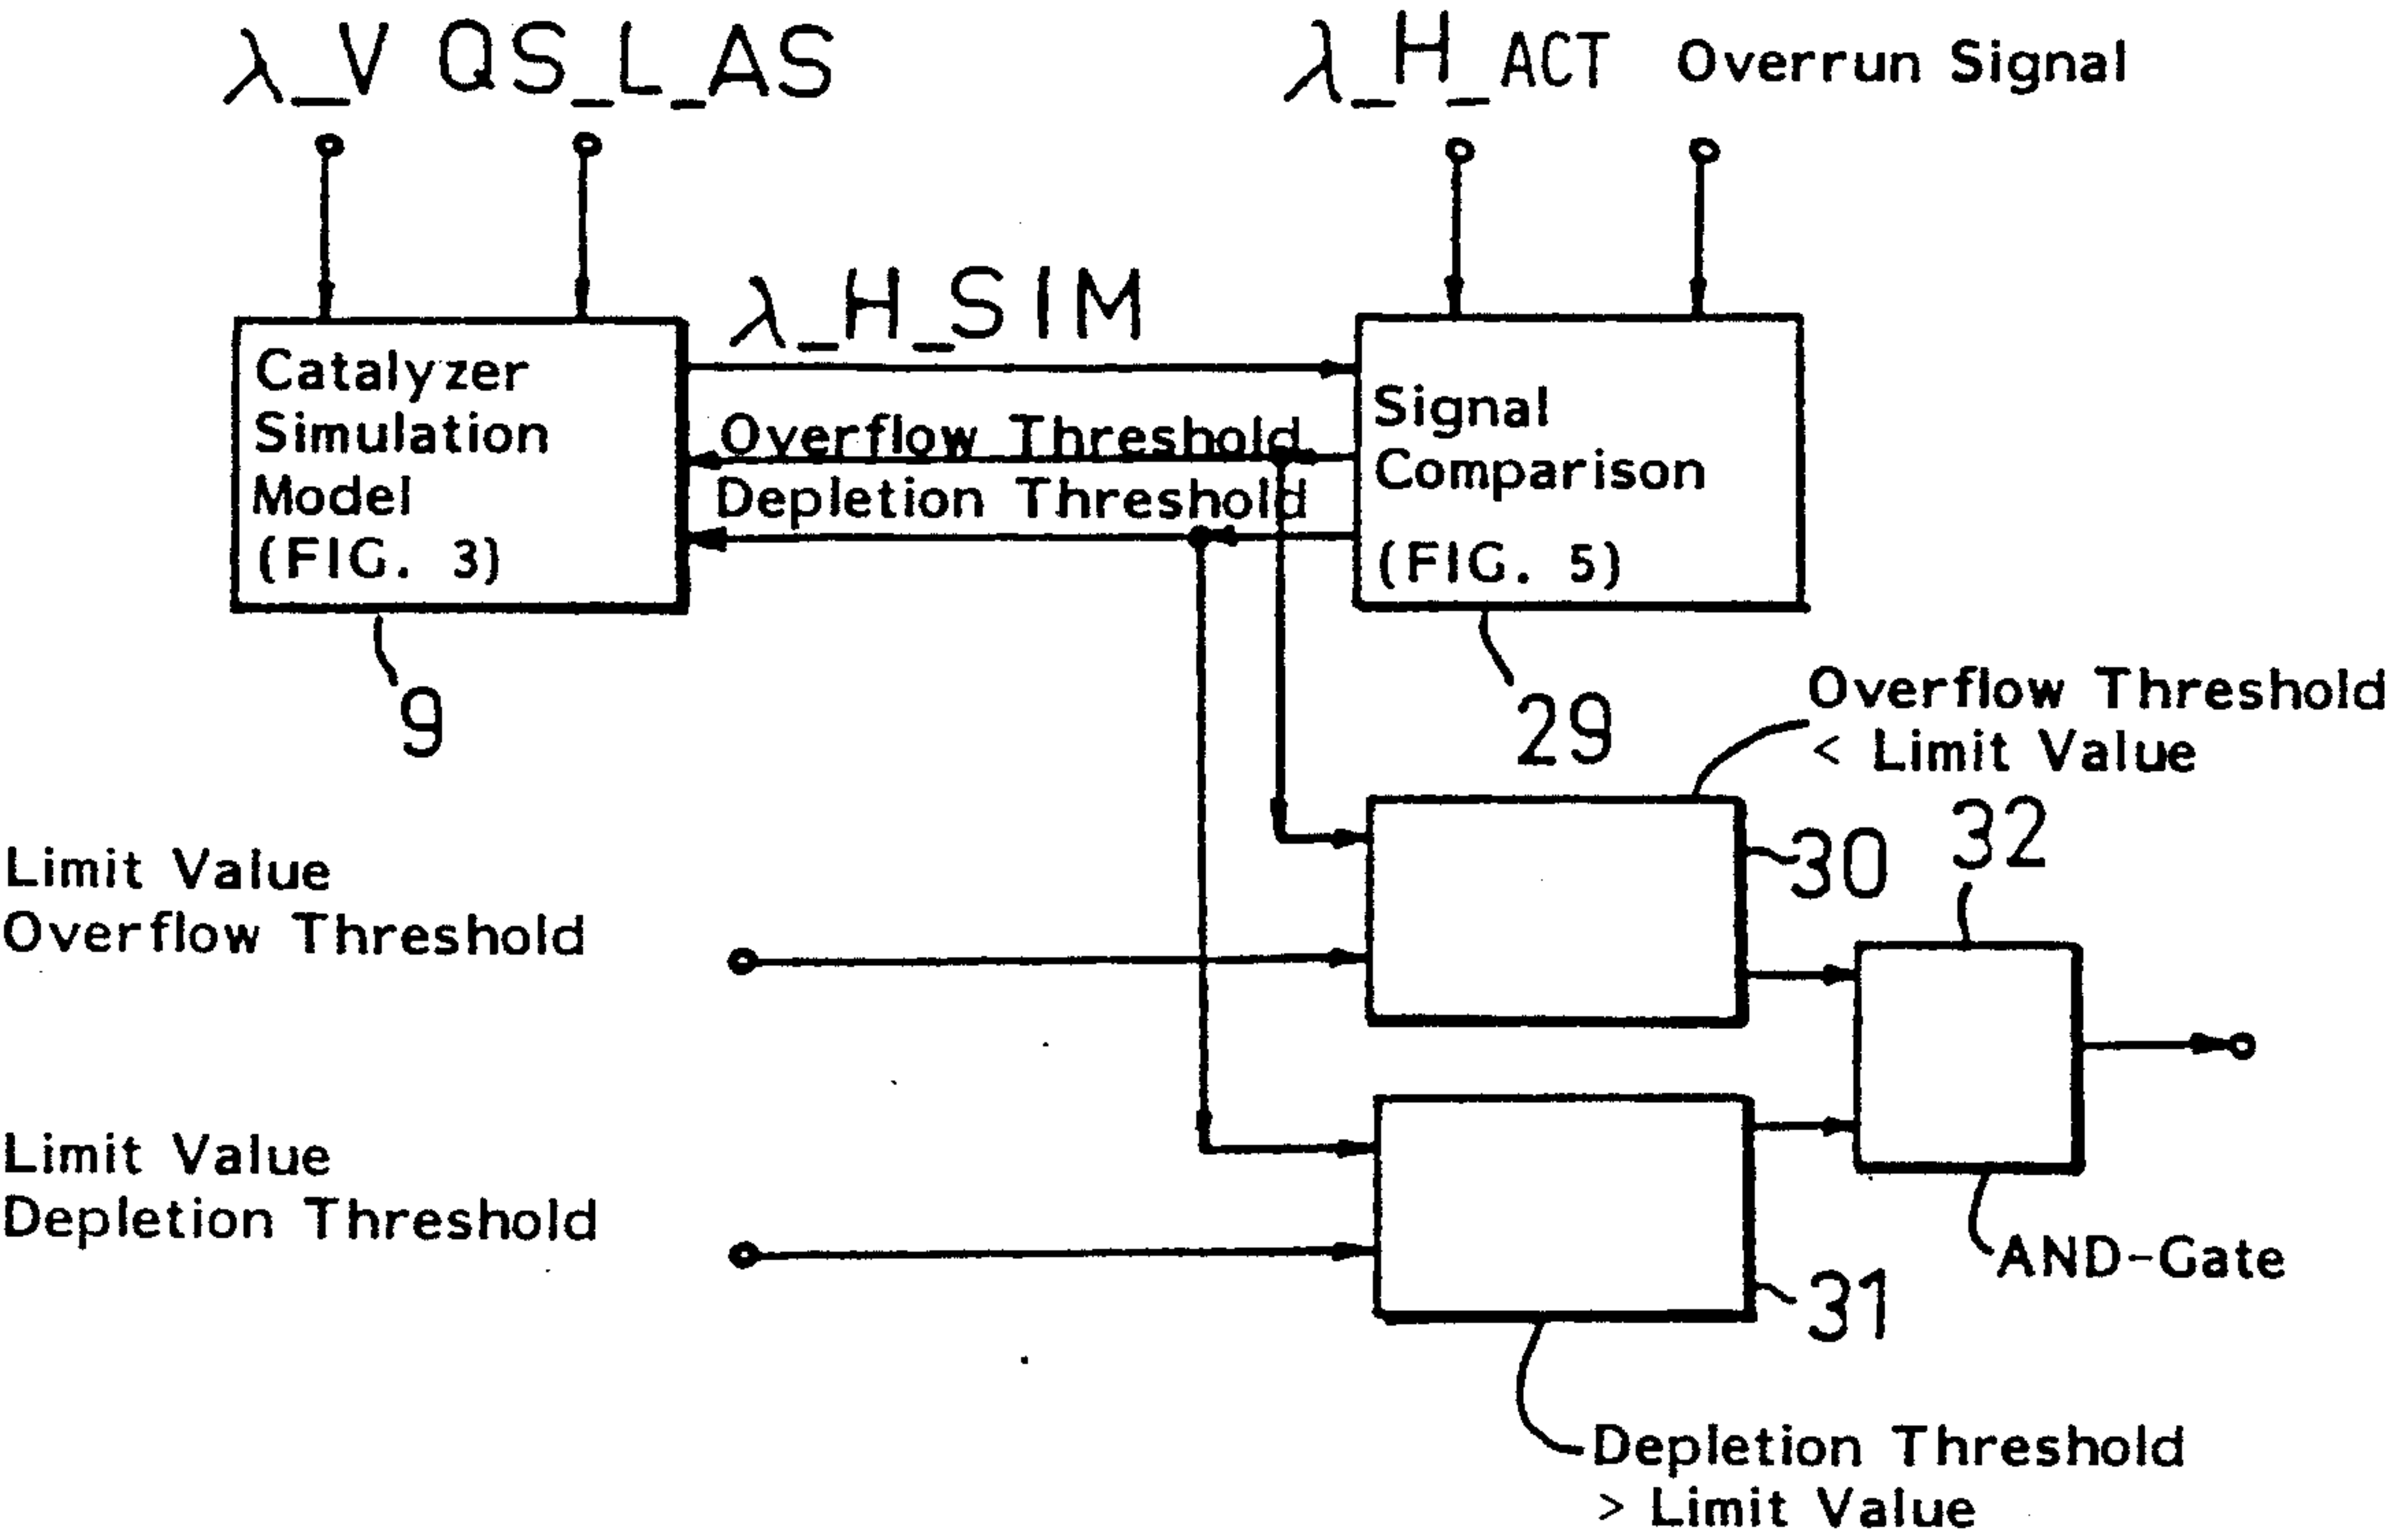 λ_V QS_L_AS
λ_H_ACT Overrun Signal
λ_H_SIM
Catalyzer
Simulation
Model
(FIG. 3)
Overflow Threshold
Depletion Threshold
Signal
Comparison
(FIG. 5)
9
29
Overflow Threshold
< Limit Value
30
32
Limit Value
Overflow Threshold
Limit Value
Depletion Threshold
AND-Gate
31
Depletion Threshold
> Limit Value